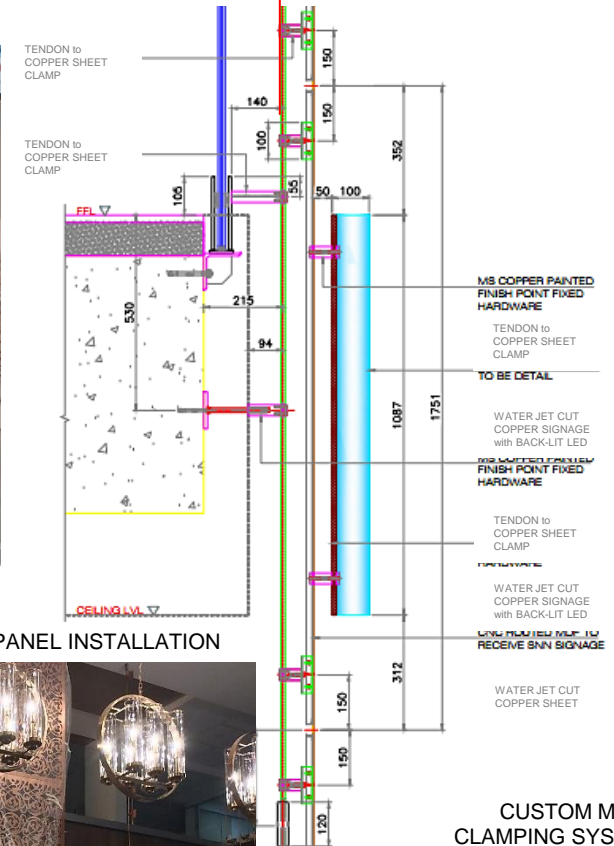 TENDON to
COPPER SHEET
CLAMP
150
150
140
100
TENDON to
COPPER SHEET
CLAMP
352
105
55
50
100
FFL
MS COPPER PAINTED
FINISH POINT FIXED
HARDWARE
530
215
TENDON to
COPPER SHEET
CLAMP
94
TO BE DETAIL
1087
1751
WATER JET CUT
COPPER SIGNAGE
with BACK-LIT LED
MS COPPER PAINTED
FINISH POINT FIXED
HARDWARE
TENDON to
COPPER SHEET
CLAMP
HARDWARE
WATER JET CUT
COPPER SIGNAGE
with BACK-LIT LED
CEILING LVL
CNC ROUTED MDF TO
RECEIVE SNN SIGNAGE
PANEL INSTALLATION
312
150
150
WATER JET CUT
COPPER SHEET
120
CUSTOM M
CLAMPING SYS